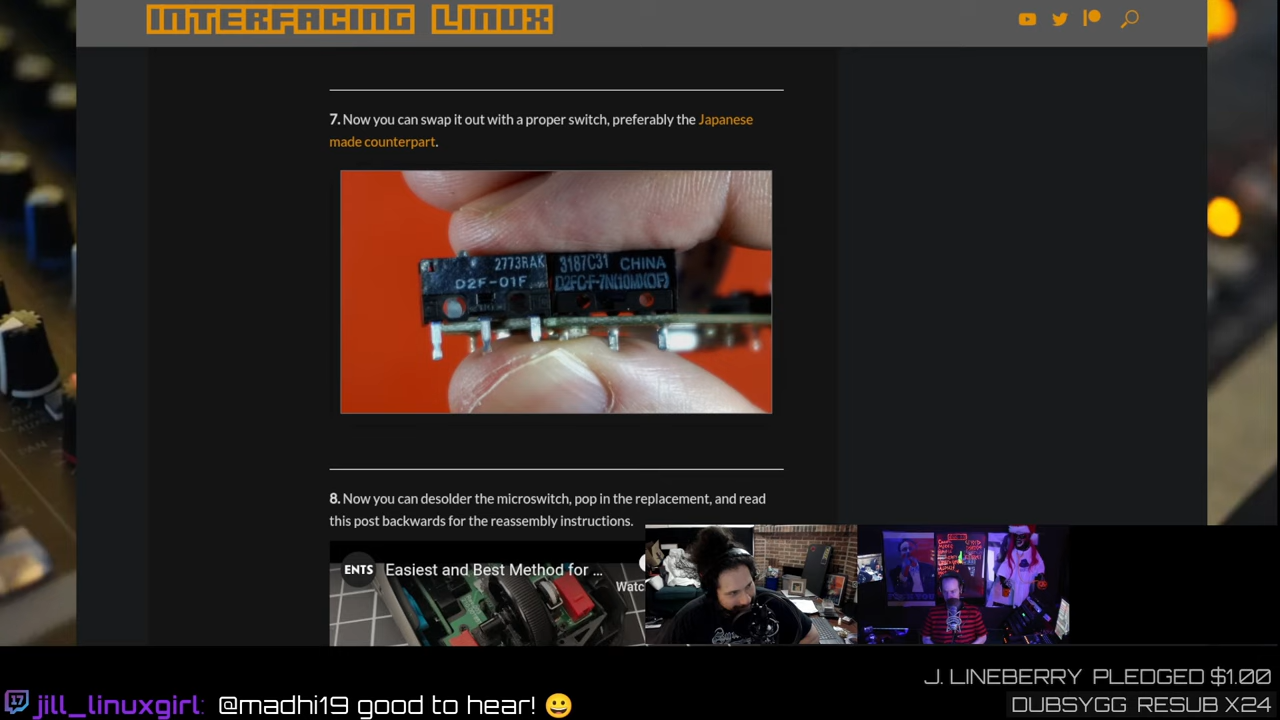 INTERFACING LINUX
7. Now you can swap it out with a proper switch, preferably the Japanese
made counterpart.
2773RAK
D2F-01F
3187C31 CHINA
D2FC-F-7N(10M)(OF)
8. Now you can desolder the microswitch, pop in the replacement, and read
this post backwards for the reassembly instructions.
ENTS Easiest and Best Method for ...
Watc
J. LINEBERRY PLEDGED $1.00
17 jill_linuxgirl: @madhi19 good to hear! 😀
DUBSYGG RESUB X24